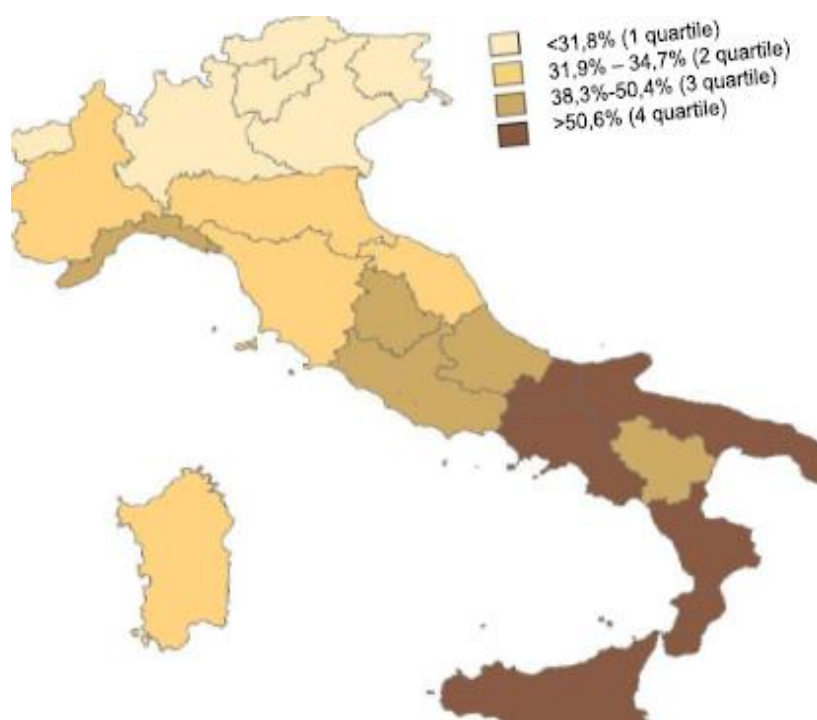 <31,8% (1 quartile)
31,9% – 34,7% (2 quartile)
38,3%-50,4% (3 quartile)
>50,6% (4 quartile)